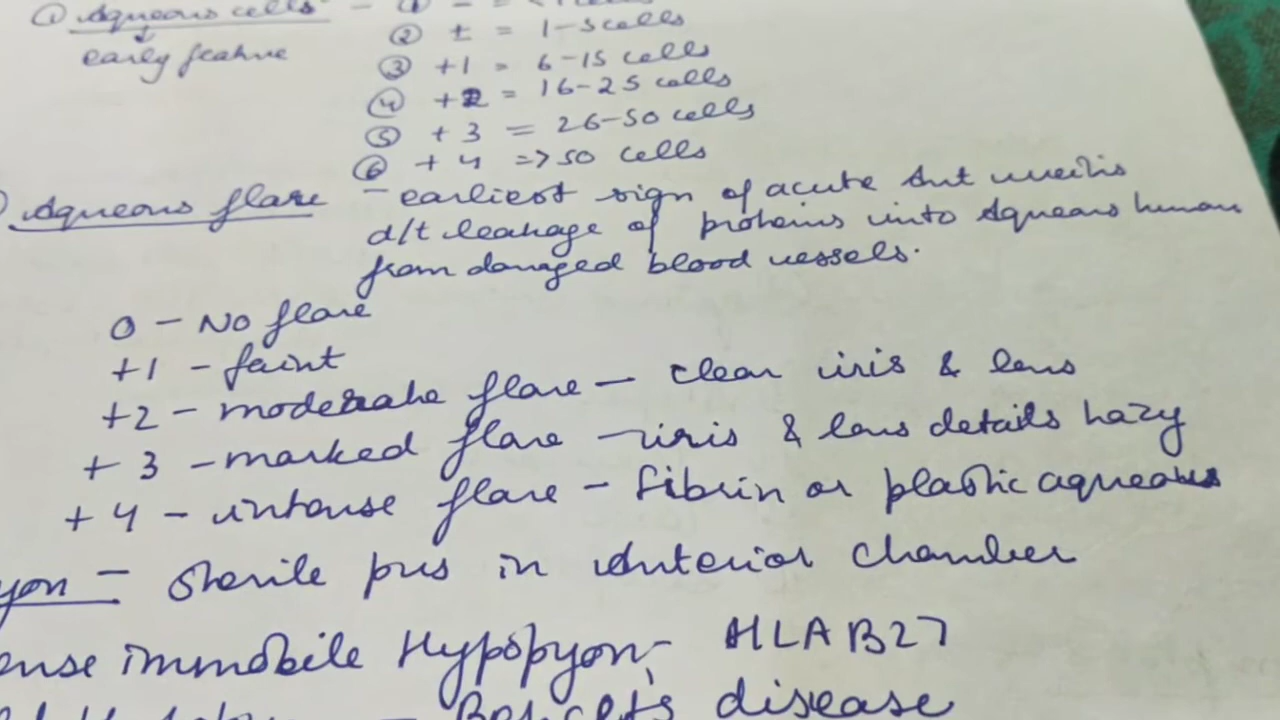 ① Aqueous cells -
early feature
② ± = 1-5 cells
③ +1 = 6-15 cells
④ +2 = 16-25 cells
⑤ +3 = 26-50 cells
⑥ +4 => 50 cells
Aqueous flare - earliest sign of acute Ant uveitis
d/t leakage of proteins into Aqueous humor
from damaged blood vessels.
0 - No flare
+1 - faint
+2 - moderate flare - clear iris & lens
+3 - marked flare - iris & lens details hazy
+4 - intense flare - fibrin or plastic aqueous
yon - Sterile pus in Anterior chamber
ense immobile Hypopyon - HLA B27
- Behcets disease